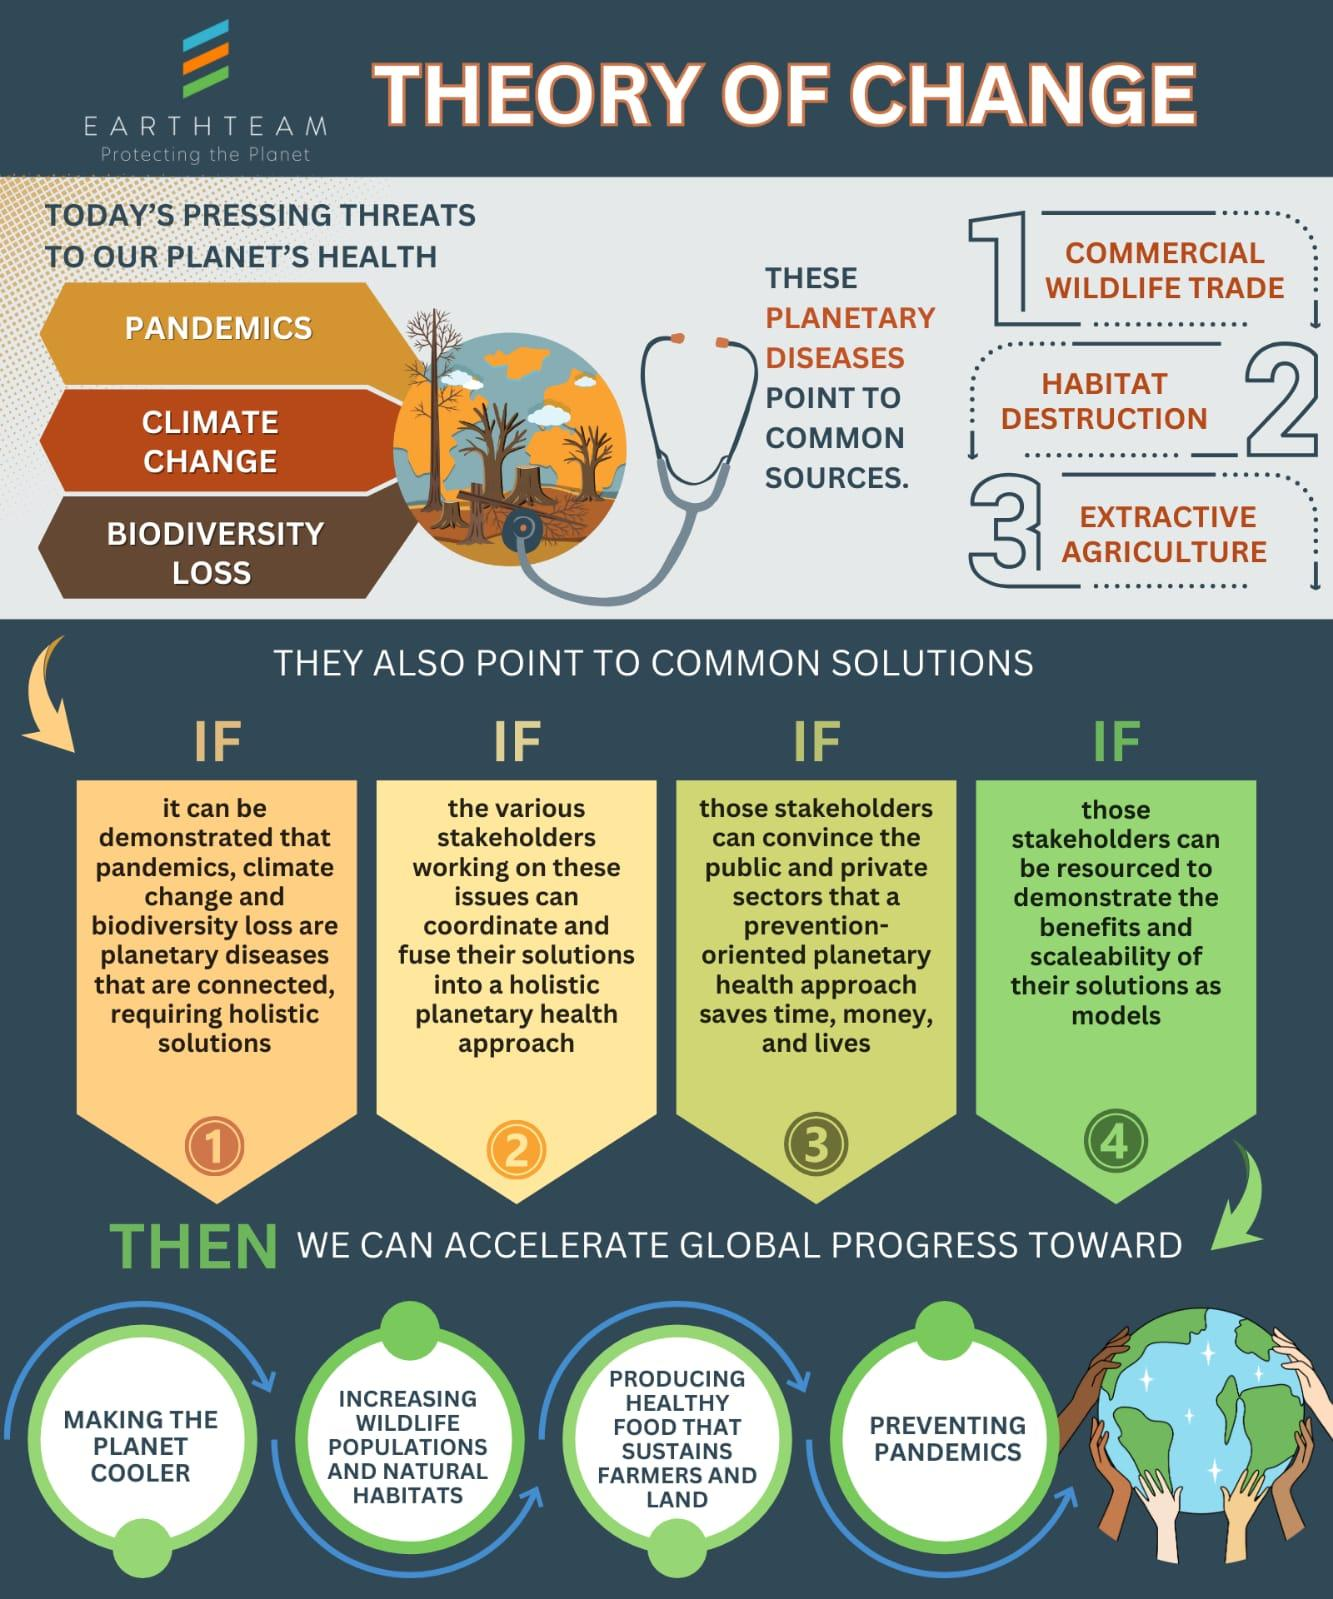 EARTHTEAM
Protecting the Planet
THEORY OF CHANGE
TODAY'S PRESSING THREATS
TO OUR PLANET'S HEALTH
PANDEMICS
CLIMATE
CHANGE
BIODIVERSITY
LOSS
THESE
PLANETARY
DISEASES
POINT TO
COMMON
SOURCES.
1
COMMERCIAL
WILDLIFE TRADE
HABITAT
DESTRUCTION
2
3
EXTRACTIVE
AGRICULTURE
THEY ALSO POINT TO COMMON SOLUTIONS
IF
it can be
demonstrated that
pandemics, climate
change and
biodiversity loss are
planetary diseases
that are connected,
requiring holistic
solutions
1
IF
the various
stakeholders
working on these
issues can
coordinate and
fuse their solutions
into a holistic
planetary health
approach
2
IF
those stakeholders
can convince the
public and private
sectors that a
prevention-
oriented planetary
health approach
saves time, money,
and lives
3
IF
those
stakeholders can
be resourced to
demonstrate the
benefits and
scaleability of
their solutions as
models
4
THEN WE CAN ACCELERATE GLOBAL PROGRESS TOWARD
MAKING THE
PLANET
COOLER
INCREASING
WILDLIFE
POPULATIONS
AND NATURAL
HABITATS
PRODUCING
HEALTHY
FOOD THAT
SUSTAINS
FARMERS AND
LAND
PREVENTING
PANDEMICS